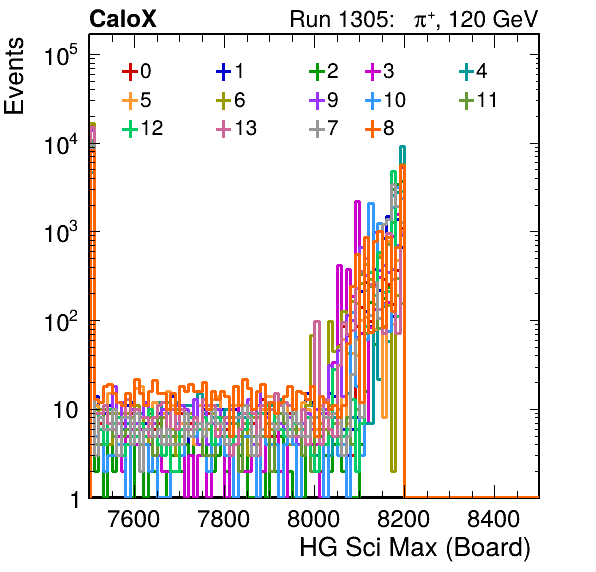 CaloX Run 1305: π⁺, 120 GeV
Events
10⁵
10⁴
10³
10²
10
1
0 1 2 3 4
5 6 9 10 11
12 13 7 8
7600 7800 8000 8200 8400
HG Sci Max (Board)